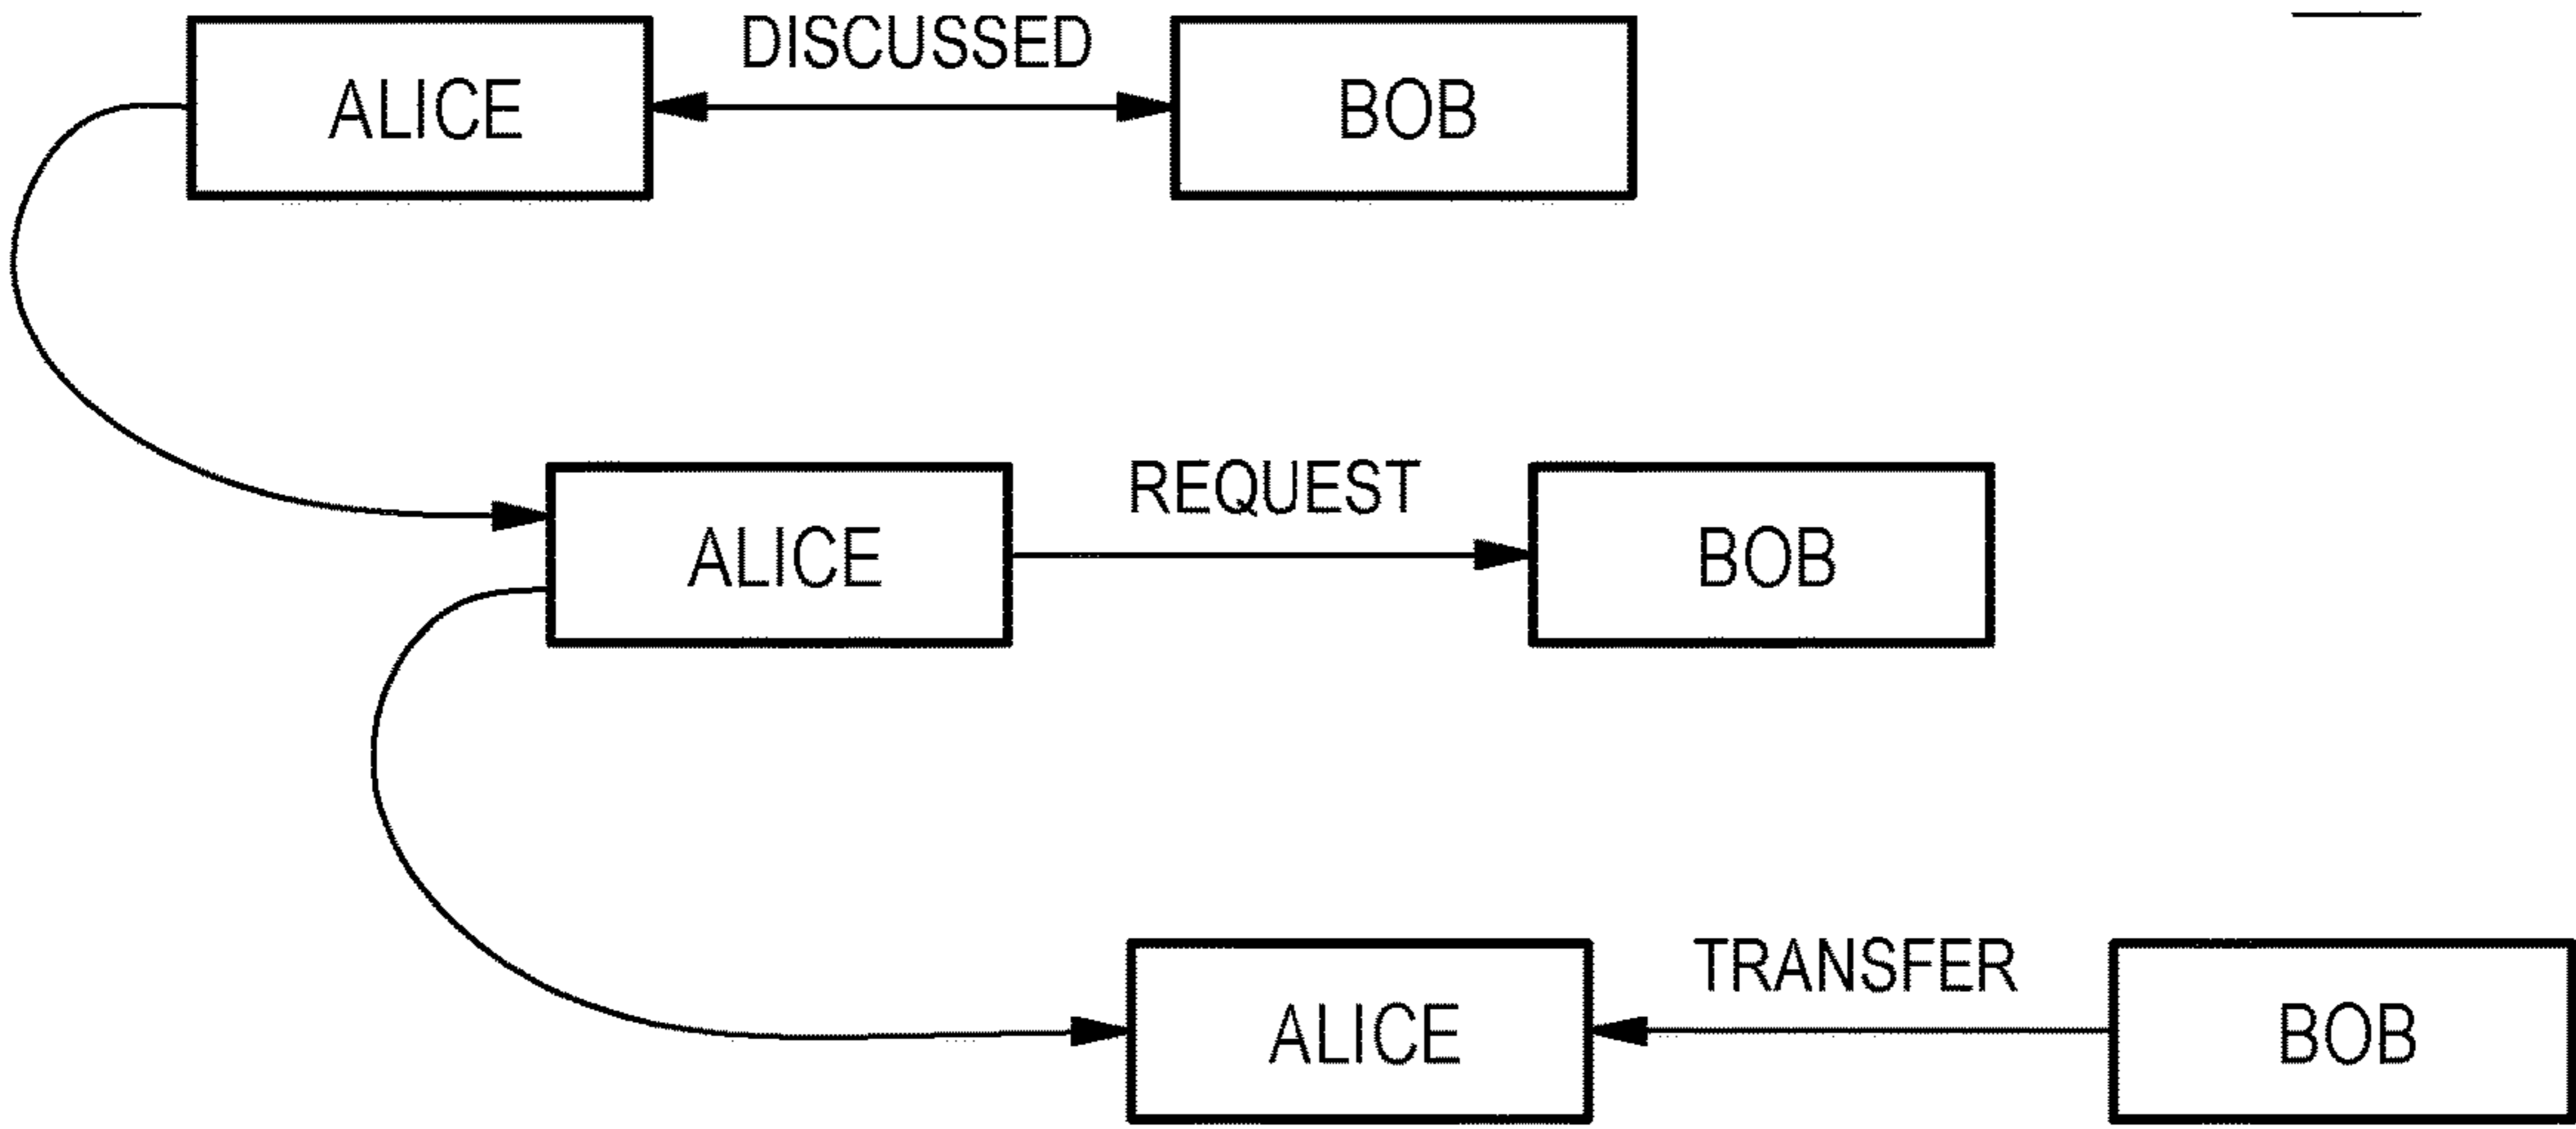 DISCUSSED
ALICE
BOB
REQUEST
ALICE
BOB
TRANSFER
ALICE
BOB